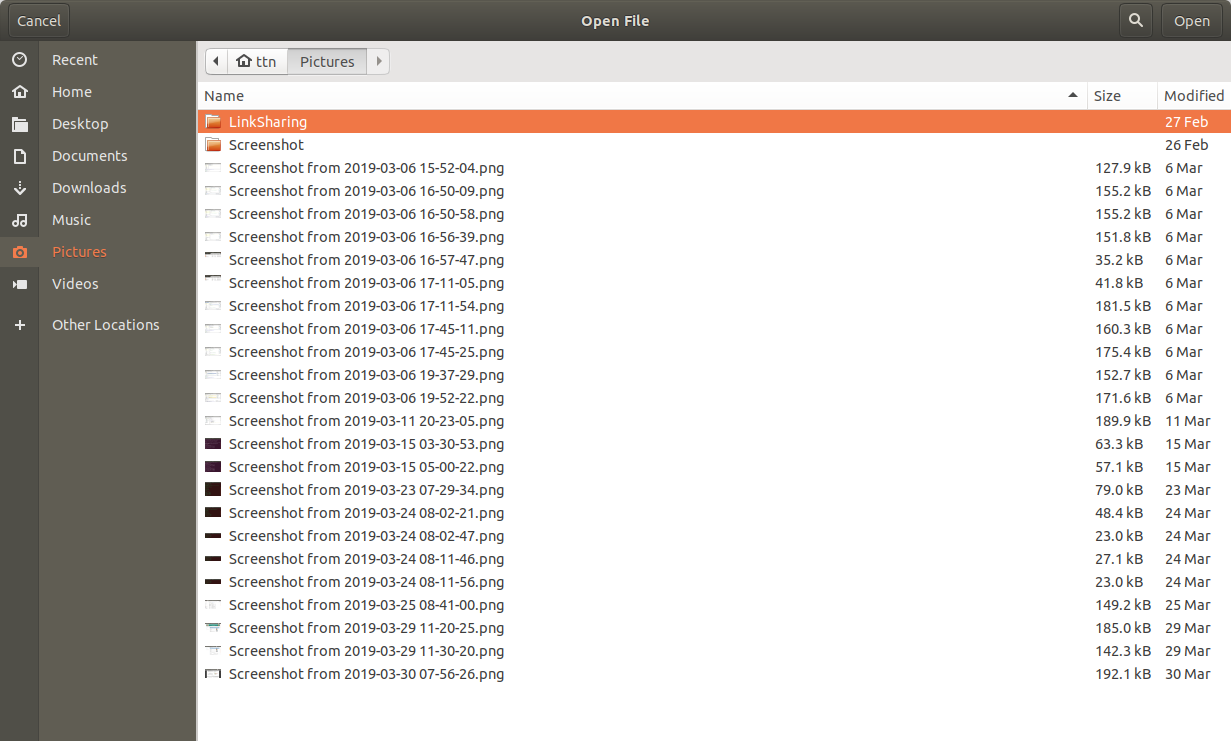 Cancel Open File Open
Recent
Home
Desktop
Documents
Downloads
Music
Pictures
Videos
Other Locations
ttn Pictures
Name Size Modified
LinkSharing 27 Feb
Screenshot 26 Feb
Screenshot from 2019-03-06 15-52-04.png 127.9 kB 6 Mar
Screenshot from 2019-03-06 16-50-09.png 155.2 kB 6 Mar
Screenshot from 2019-03-06 16-50-58.png 155.2 kB 6 Mar
Screenshot from 2019-03-06 16-56-39.png 151.8 kB 6 Mar
Screenshot from 2019-03-06 16-57-47.png 35.2 kB 6 Mar
Screenshot from 2019-03-06 17-11-05.png 41.8 kB 6 Mar
Screenshot from 2019-03-06 17-11-54.png 181.5 kB 6 Mar
Screenshot from 2019-03-06 17-45-11.png 160.3 kB 6 Mar
Screenshot from 2019-03-06 17-45-25.png 175.4 kB 6 Mar
Screenshot from 2019-03-06 19-37-29.png 152.7 kB 6 Mar
Screenshot from 2019-03-06 19-52-22.png 171.6 kB 6 Mar
Screenshot from 2019-03-11 20-23-05.png 189.9 kB 11 Mar
Screenshot from 2019-03-15 03-30-53.png 63.3 kB 15 Mar
Screenshot from 2019-03-15 05-00-22.png 57.1 kB 15 Mar
Screenshot from 2019-03-23 07-29-34.png 79.0 kB 23 Mar
Screenshot from 2019-03-24 08-02-21.png 48.4 kB 24 Mar
Screenshot from 2019-03-24 08-02-47.png 23.0 kB 24 Mar
Screenshot from 2019-03-24 08-11-46.png 27.1 kB 24 Mar
Screenshot from 2019-03-24 08-11-56.png 23.0 kB 24 Mar
Screenshot from 2019-03-25 08-41-00.png 149.2 kB 25 Mar
Screenshot from 2019-03-29 11-20-25.png 185.0 kB 29 Mar
Screenshot from 2019-03-29 11-30-20.png 142.3 kB 29 Mar
Screenshot from 2019-03-30 07-56-26.png 192.1 kB 30 Mar